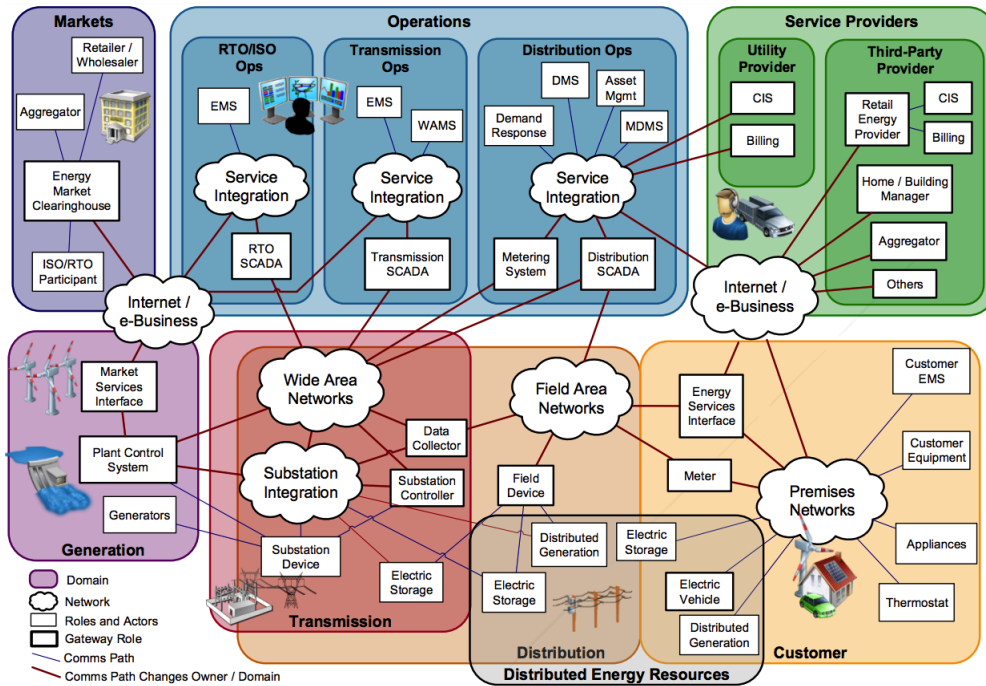 Markets
Retailer /
Wholesaler
Aggregator
Energy
Market
Clearinghouse
ISO/RTO
Participant
Operations
RTO/ISO
Ops
EMS
Service
Integration
RTO
SCADA
Transmission
Ops
EMS
WAMS
Service
Integration
Transmission
SCADA
Distribution Ops
DMS
Asset
Mgmt
Demand
Response
MDMS
Service
Integration
Metering
System
Distribution
SCADA
Service Providers
Utility
Provider
CIS
Billing
Third-Party
Provider
Retail
Energy
Provider
CIS
Billing
Home / Building
Manager
Aggregator
Others
Internet /
e-Business
Internet /
e-Business
Market
Services
Interface
Plant Control
System
Generators
Generation
Wide Area
Networks
Substation
Integration
Data
Collector
Substation
Controller
Substation
Device
Electric
Storage
Transmission
Field Area
Networks
Field
Device
Distributed
Generation
Electric
Storage
Distribution
Energy
Services
Interface
Meter
Premises
Networks
Customer
EMS
Customer
Equipment
Appliances
Thermostat
Electric
Storage
Electric
Vehicle
Distributed
Generation
Customer
Distributed Energy Resources
Domain
Network
Roles and Actors
Gateway Role
Comms Path
Comms Path Changes Owner / Domain